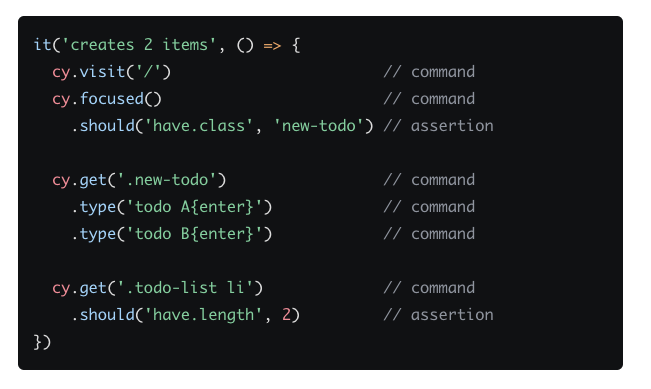 it('creates 2 items', () => {
  cy.visit('/')                       // command
  cy.focused()                        // command
    .should('have.class', 'new-todo') // assertion
  cy.get('.new-todo')                 // command
    .type('todo A{enter}')            // command
    .type('todo B{enter}')            // command
  cy.get('.todo-list li')             // command
    .should('have.length', 2)         // assertion
})